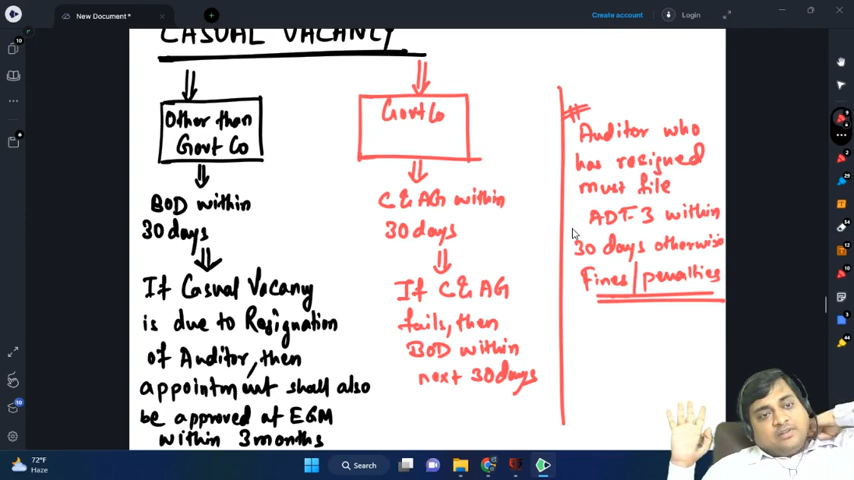 New Document*
Create account
Login
CASUAL VACANCY
Other than
Govt Co
BOD within
30 days
If Casual Vacancy
is due to Resignation
of Auditor, then
appointment shall also
be approved at EGM
within 3 months
Govt Co
C&AG within
30 days
If C&AG
fails, then
BOD within
next 30 days
#
Auditor who
has resigned
must file
ADT-3 within
30 days otherwise
Fines/penalties
72°F
Haze
Search